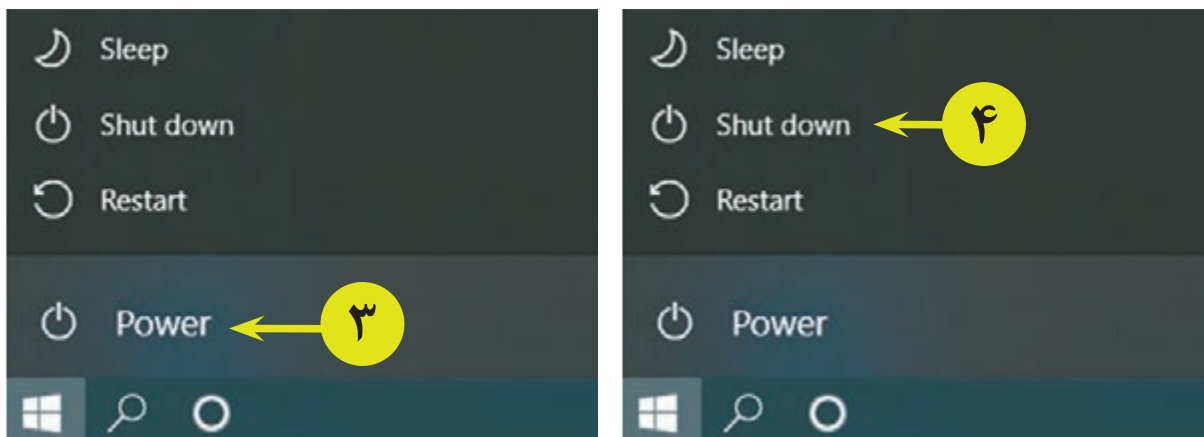 Sleep
Shut down
Restart
Power
۳
Sleep
Shut down
۴
Restart
Power